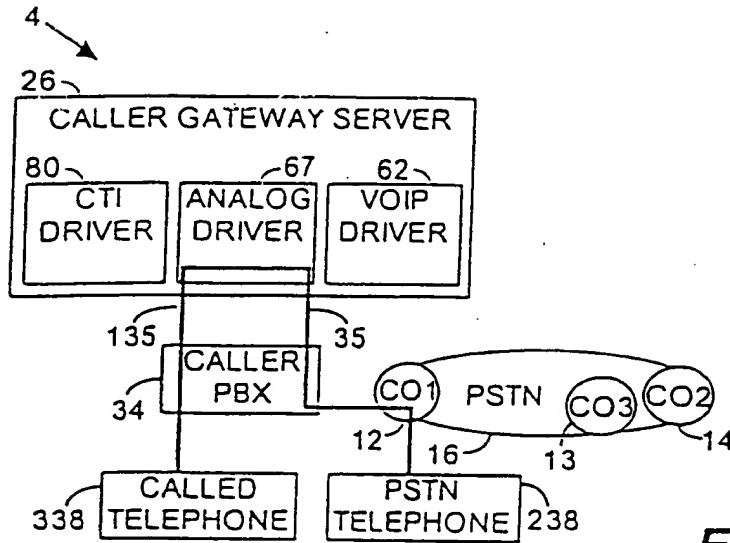 4
26
CALLER GATEWAY SERVER
80
67
62
CTI
DRIVER
ANALOG
DRIVER
VOIP
DRIVER
135
35
34
CALLER
PBX
CO1
PSTN
CO3
CO2
12
16
13
14
338
CALLED
TELEPHONE
PSTN
TELEPHONE
238